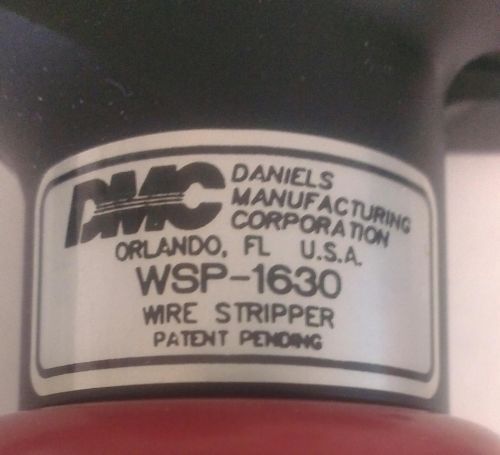 DMC DANIELS
MANUFACTURING
CORPORATION
ORLANDO, FL U.S.A.
WSP-1630
WIRE STRIPPER
PATENT PENDING